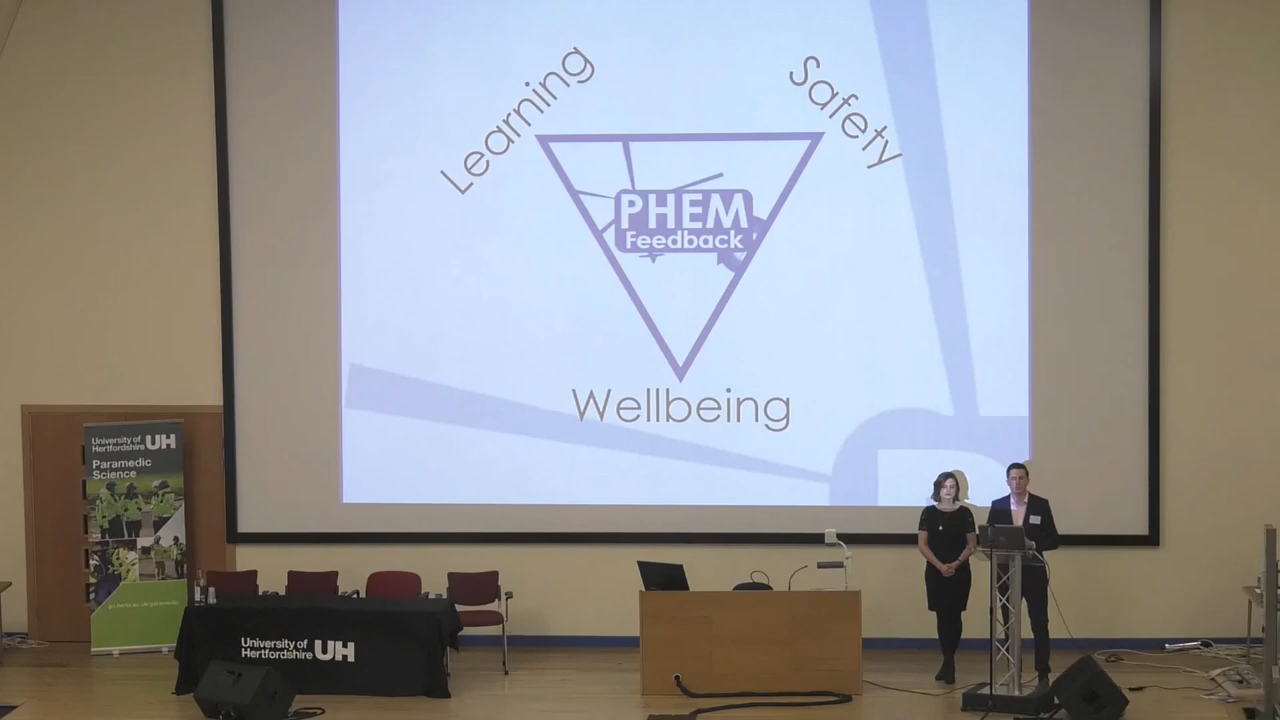 Learning
Safety
PHEM
Feedback
Wellbeing
University of
Hertfordshire UH
Paramedic
Science
University of
Hertfordshire UH